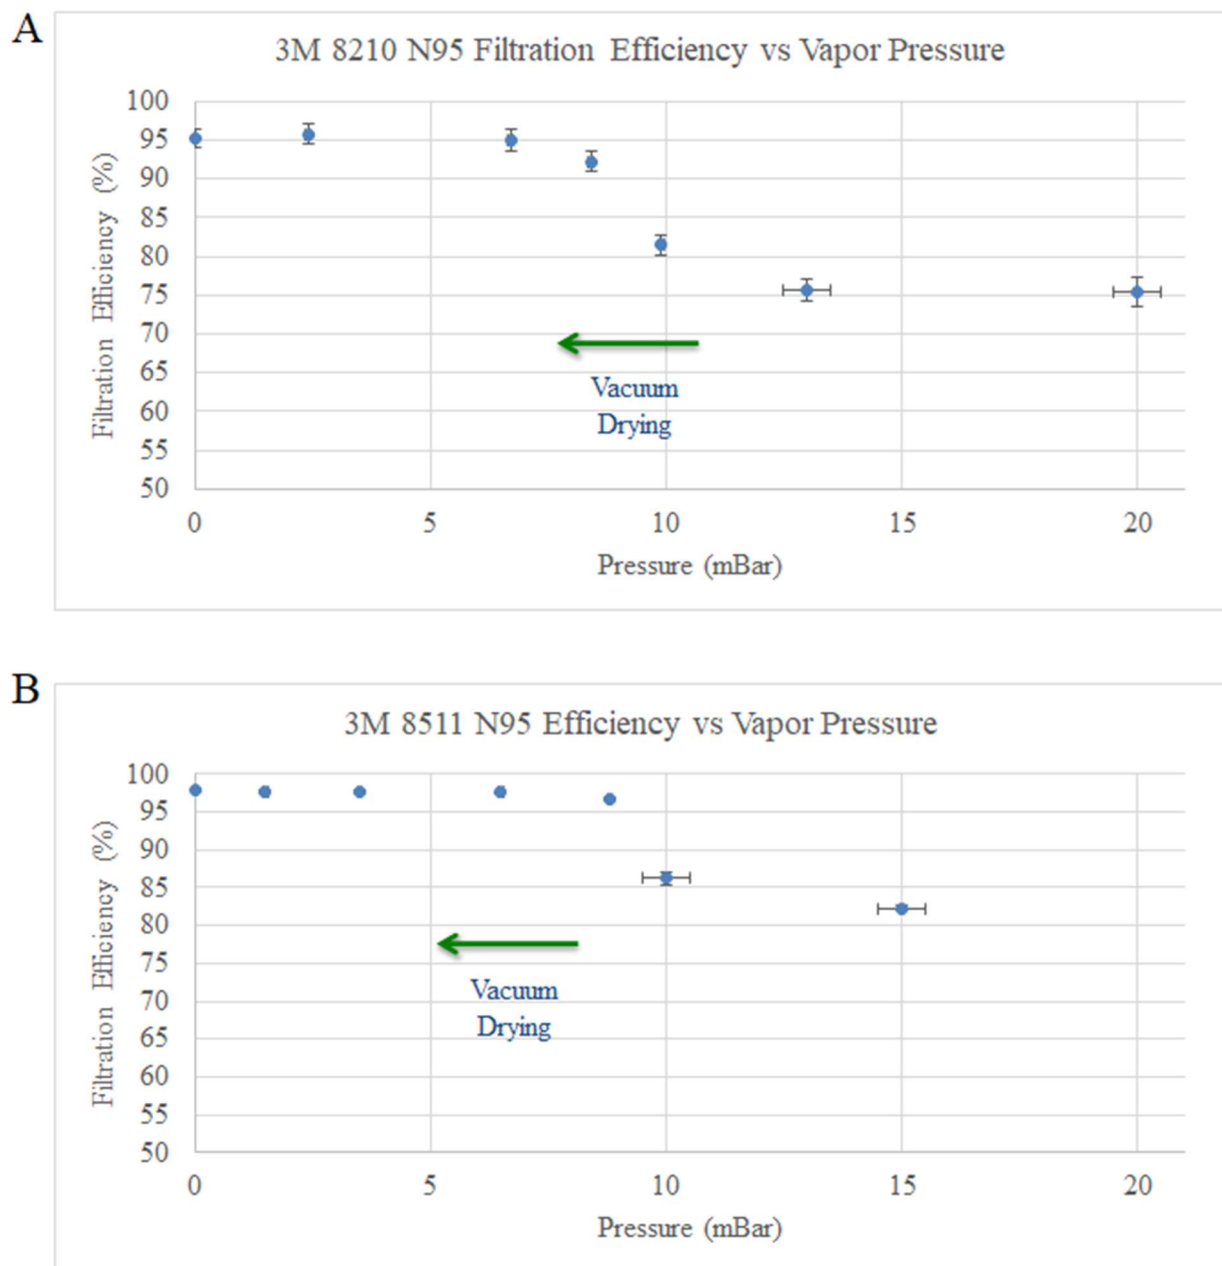 A
3M 8210 N95 Filtration Efficiency vs Vapor Pressure
Filtration Efficiency (%)
100
95
90
85
80
75
70
65
60
55
50
Vacuum
Drying
0 5 10 15 20
Pressure (mBar)
B
3M 8511 N95 Efficiency vs Vapor Pressure
Filtration Efficiency (%)
100
95
90
85
80
75
70
65
60
55
50
Vacuum
Drying
0 5 10 15 20
Pressure (mBar)